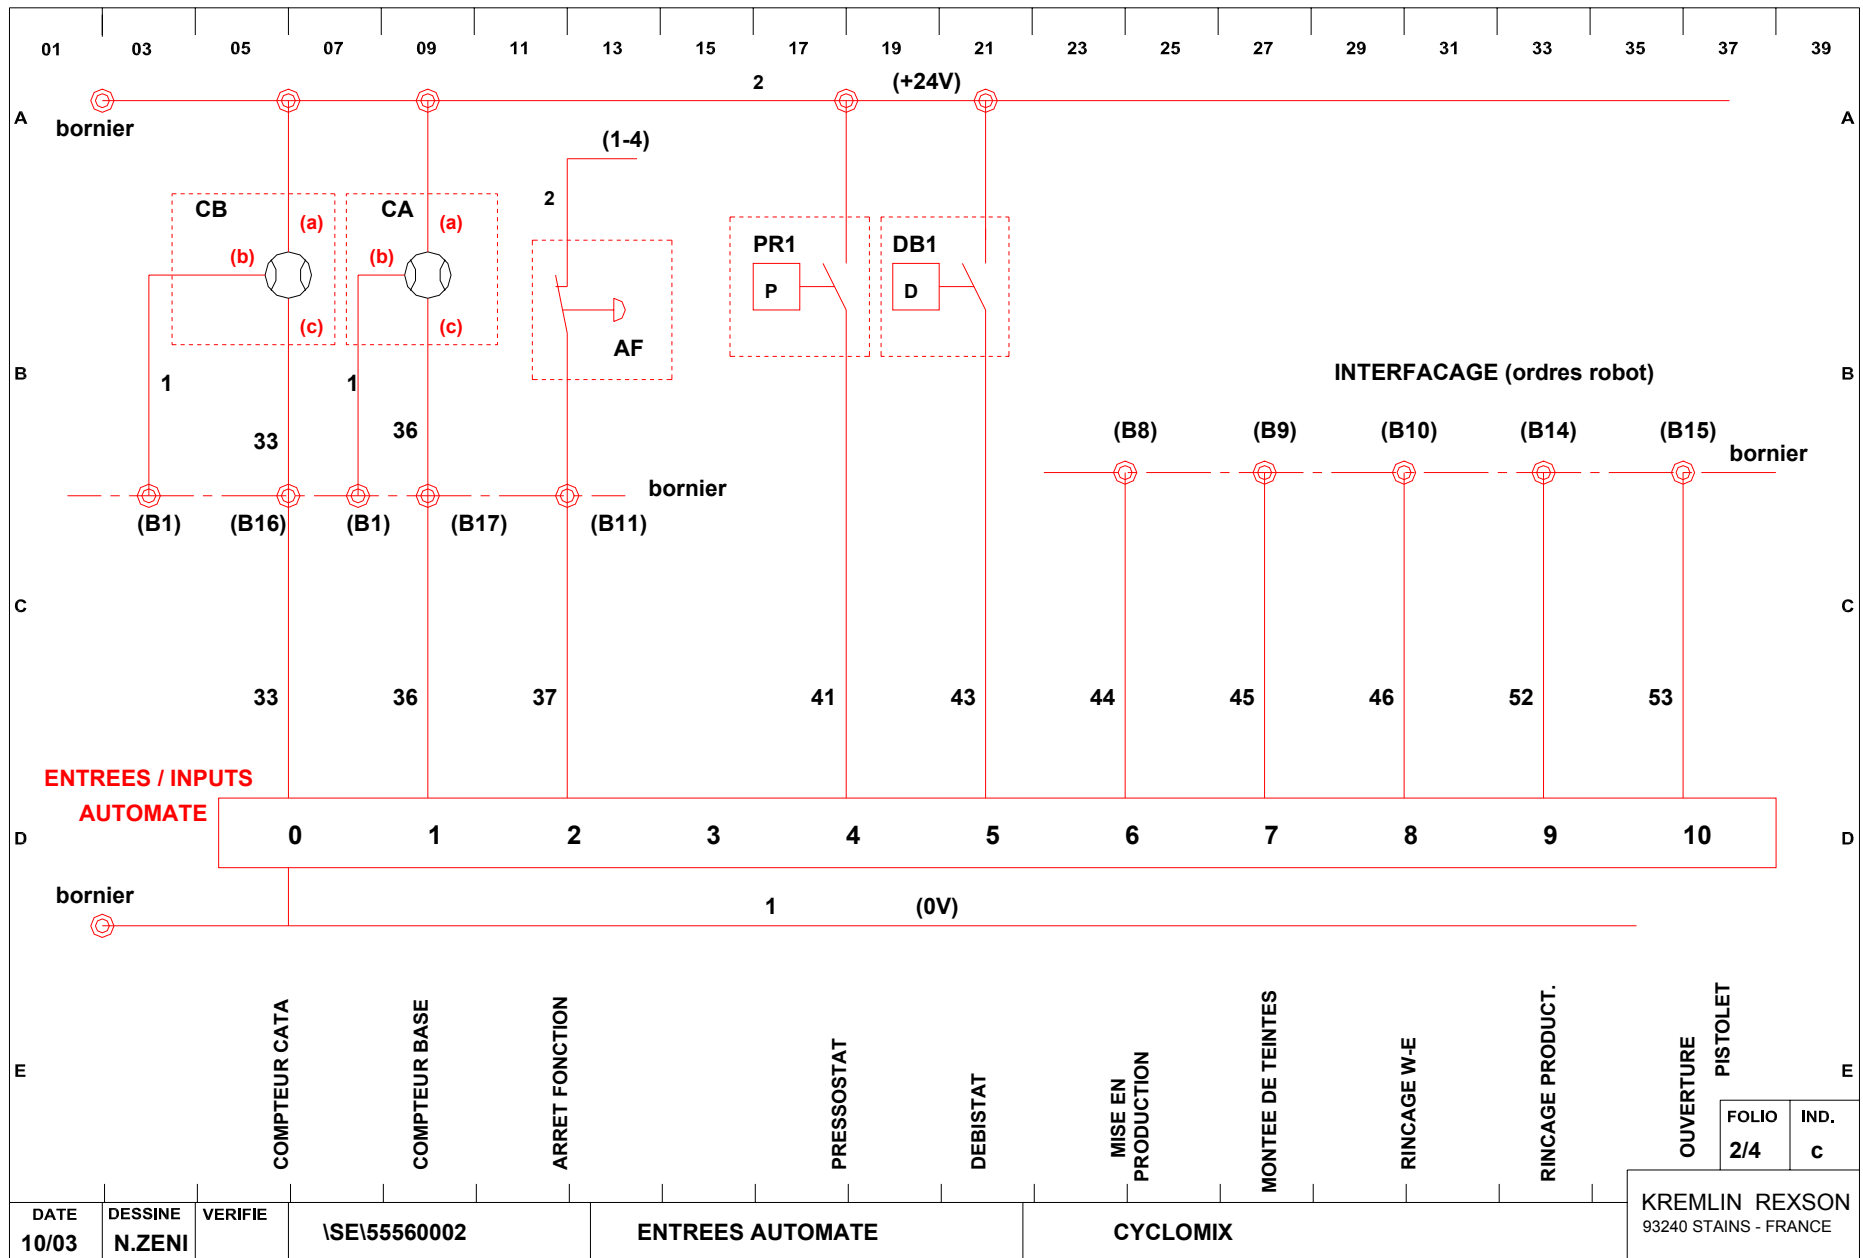 01 03 05 07 09 11 13 15 17 19 21 23 25 27 29 31 33 35 37 39
2 (+24V)
A A
bornier
(1-4)
2
CB (a) CA (a)
(b) (b)
(c) (c)
AF
PR1 DB1
P D
B B
1 1
INTERFACAGE (ordres robot)
33 36
(B8) (B9) (B10) (B14) (B15)
bornier
bornier
(B1) (B16) (B1) (B17) (B11)
C C
33 36 37 41 43 44 45 46 52 53
ENTREES / INPUTS
AUTOMATE
D 0 1 2 3 4 5 6 7 8 9 10 D
bornier
1 (0V)
E E
COMPTEUR CATA
COMPTEUR BASE
ARRET FONCTION
PRESSOSTAT
DEBISTAT
MISE EN
PRODUCTION
MONTEE DE TEINTES
RINCAGE W-E
RINCAGE PRODUCT.
OUVERTURE
PISTOLET
FOLIO IND.
2/4 c
DATE DESSINE VERIFIE
10/03 N.ZENI
\SE\55560002 ENTREES AUTOMATE CYCLOMIX
KREMLIN REXSON
93240 STAINS - FRANCE